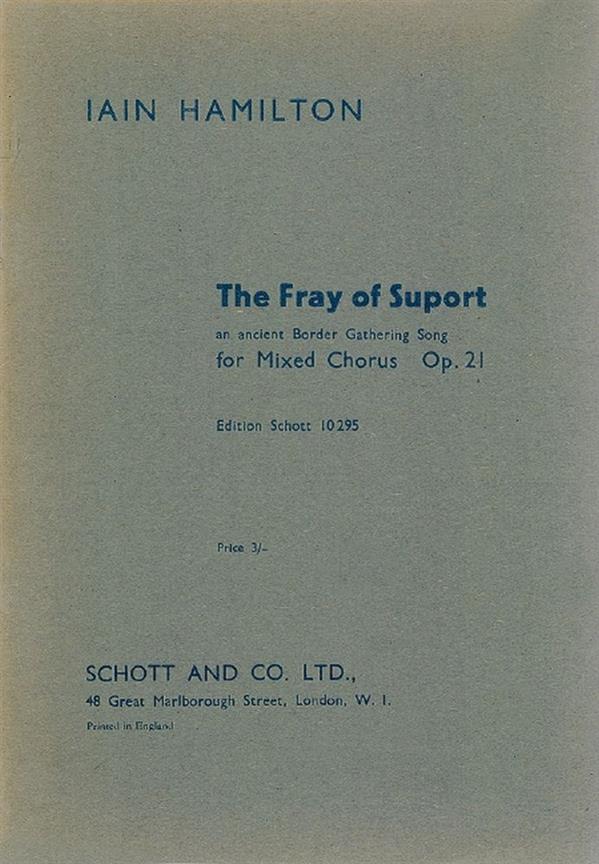 IAIN HAMILTON
The Fray of Suport
an ancient Border Gathering Song
for Mixed Chorus Op. 21
Edition Schott 10295
Price 3/-
SCHOTT AND CO. LTD.,
48 Great Marlborough Street, London, W. 1.
Printed in England